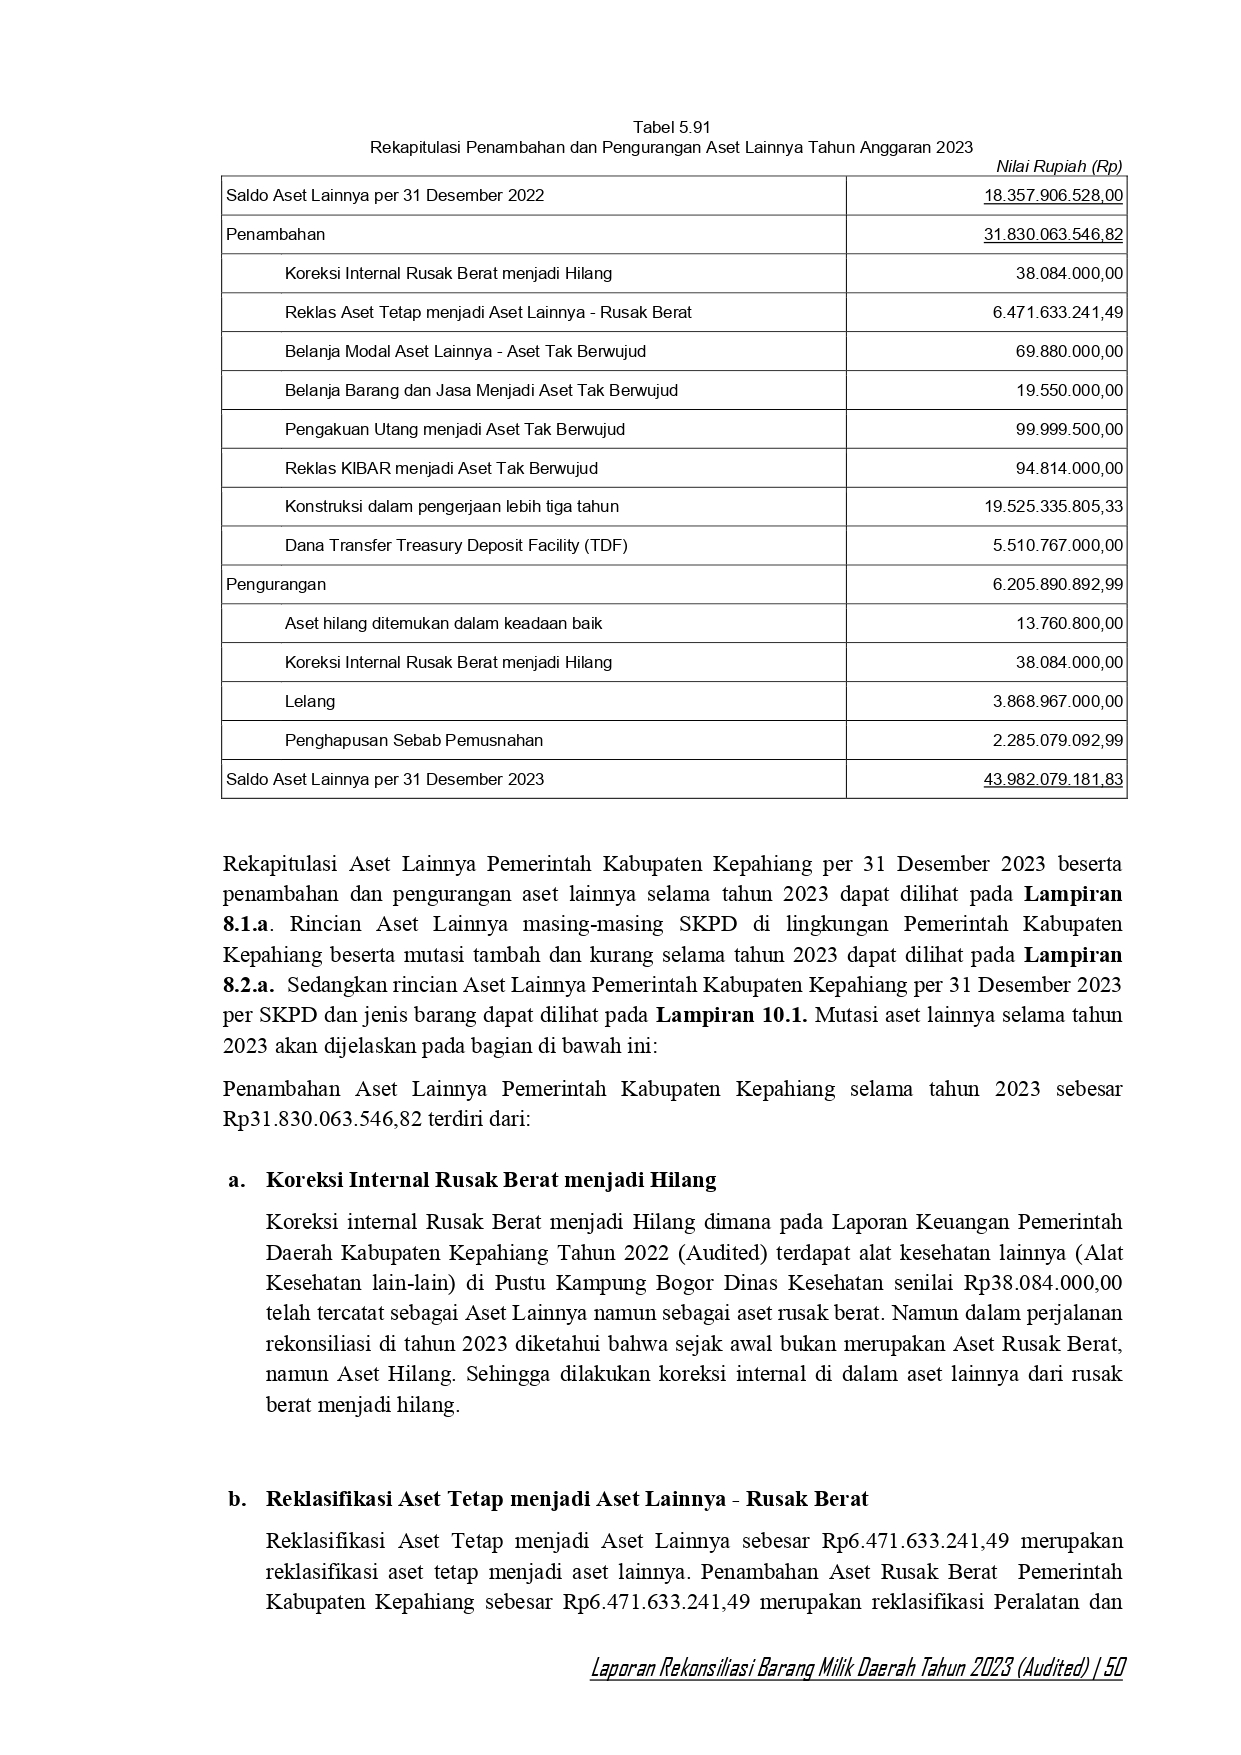 Tabel 5.91
Rekapitulasi Penambahan dan Pengurangan Aset Lainnya Tahun Anggaran 2023
Nilai Rupiah (Rp)
Saldo Aset Lainnya per 31 Desember 2022 18.357.906.528,00
Penambahan 31.830.063.546,82
Koreksi Internal Rusak Berat menjadi Hilang 38.084.000,00
Reklas Aset Tetap menjadi Aset Lainnya - Rusak Berat 6.471.633.241,49
Belanja Modal Aset Lainnya - Aset Tak Berwujud 69.880.000,00
Belanja Barang dan Jasa Menjadi Aset Tak Berwujud 19.550.000,00
Pengakuan Utang menjadi Aset Tak Berwujud 99.999.500,00
Reklas KIBAR menjadi Aset Tak Berwujud 94.814.000,00
Konstruksi dalam pengerjaan lebih tiga tahun 19.525.335.805,33
Dana Transfer Treasury Deposit Facility (TDF) 5.510.767.000,00
Pengurangan 6.205.890.892,99
Aset hilang ditemukan dalam keadaan baik 13.760.800,00
Koreksi Internal Rusak Berat menjadi Hilang 38.084.000,00
Lelang 3.868.967.000,00
Penghapusan Sebab Pemusnahan 2.285.079.092,99
Saldo Aset Lainnya per 31 Desember 2023 43.982.079.181,83
Rekapitulasi Aset Lainnya Pemerintah Kabupaten Kepahiang per 31 Desember 2023 beserta
penambahan dan pengurangan aset lainnya selama tahun 2023 dapat dilihat pada Lampiran
8.1.a. Rincian Aset Lainnya masing-masing SKPD di lingkungan Pemerintah Kabupaten
Kepahiang beserta mutasi tambah dan kurang selama tahun 2023 dapat dilihat pada Lampiran
8.2.a. Sedangkan rincian Aset Lainnya Pemerintah Kabupaten Kepahiang per 31 Desember 2023
per SKPD dan jenis barang dapat dilihat pada Lampiran 10.1. Mutasi aset lainnya selama tahun
2023 akan dijelaskan pada bagian di bawah ini:
Penambahan Aset Lainnya Pemerintah Kabupaten Kepahiang selama tahun 2023 sebesar
Rp31.830.063.546,82 terdiri dari:
a. Koreksi Internal Rusak Berat menjadi Hilang
Koreksi internal Rusak Berat menjadi Hilang dimana pada Laporan Keuangan Pemerintah
Daerah Kabupaten Kepahiang Tahun 2022 (Audited) terdapat alat kesehatan lainnya (Alat
Kesehatan lain-lain) di Pustu Kampung Bogor Dinas Kesehatan senilai Rp38.084.000,00
telah tercatat sebagai Aset Lainnya namun sebagai aset rusak berat. Namun dalam perjalanan
rekonsiliasi di tahun 2023 diketahui bahwa sejak awal bukan merupakan Aset Rusak Berat,
namun Aset Hilang. Sehingga dilakukan koreksi internal di dalam aset lainnya dari rusak
berat menjadi hilang.
b. Reklasifikasi Aset Tetap menjadi Aset Lainnya - Rusak Berat
Reklasifikasi Aset Tetap menjadi Aset Lainnya sebesar Rp6.471.633.241,49 merupakan
reklasifikasi aset tetap menjadi aset lainnya. Penambahan Aset Rusak Berat Pemerintah
Kabupaten Kepahiang sebesar Rp6.471.633.241,49 merupakan reklasifikasi Peralatan dan
Laporan Rekonsiliasi Barang Milik Daerah Tahun 2023 (Audited) | 50